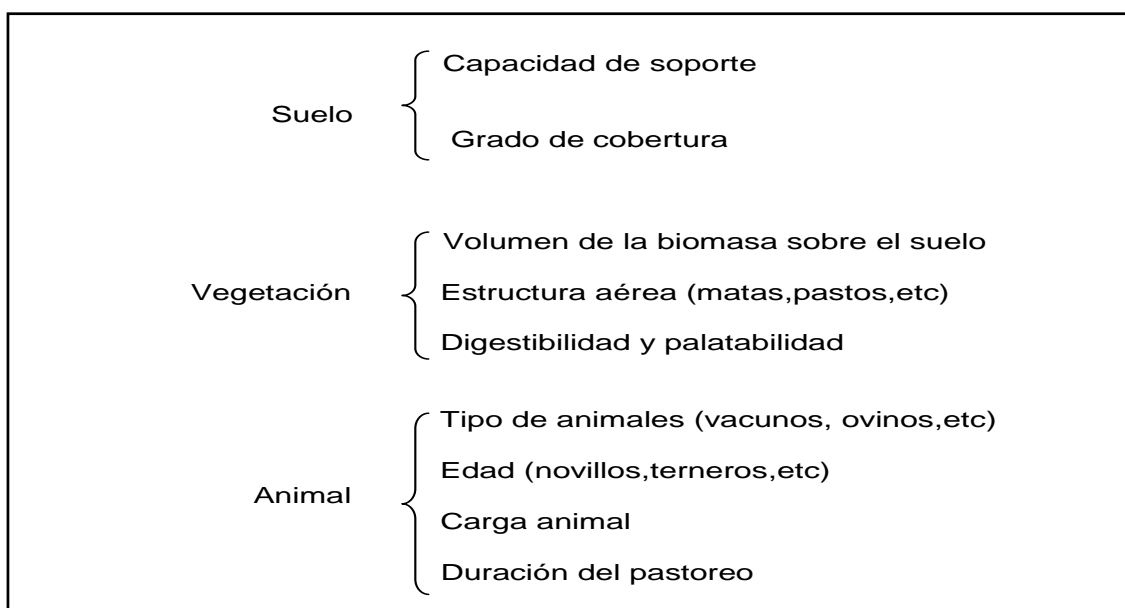 Suelo
Capacidad de soporte
Grado de cobertura
Vegetación
Volumen de la biomasa sobre el suelo
Estructura aérea (matas,pastos,etc)
Digestibilidad y palatabilidad
Animal
Tipo de animales (vacunos, ovinos,etc)
Edad (novillos,terneros,etc)
Carga animal
Duración del pastoreo